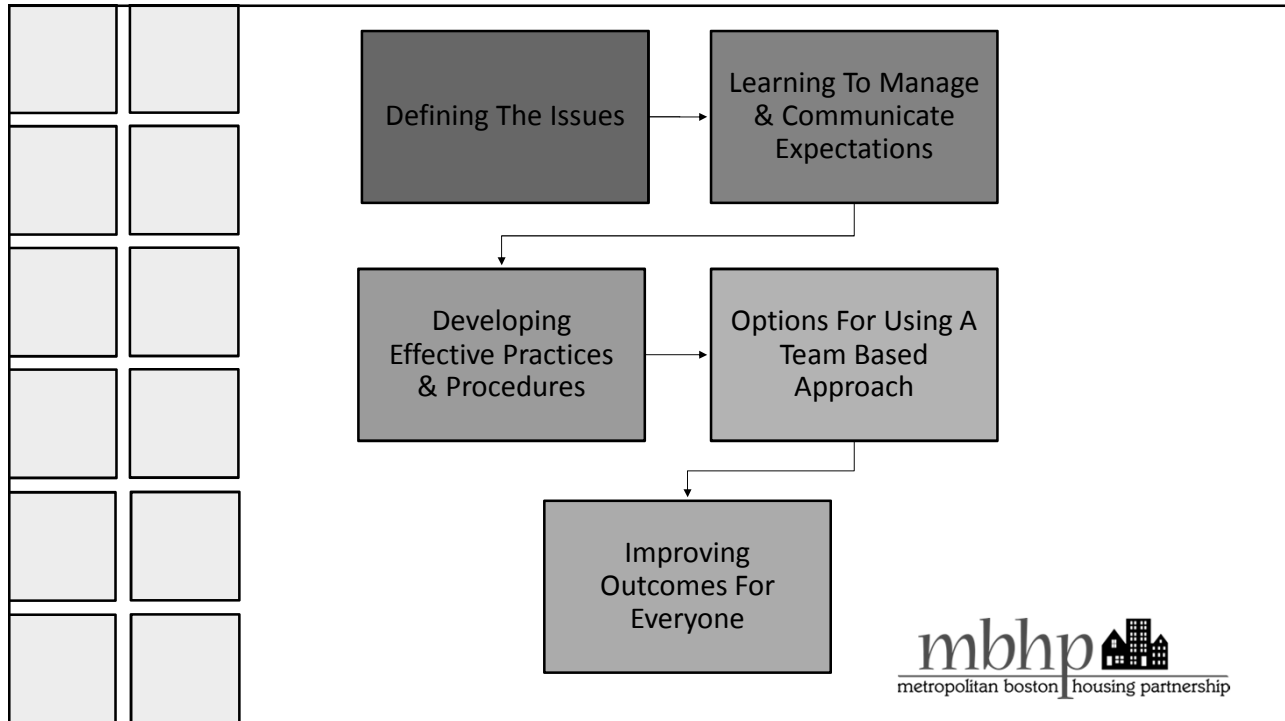 Defining The Issues
Learning To Manage
& Communicate
Expectations
Developing
Effective Practices
& Procedures
Options For Using A
Team Based
Approach
Improving
Outcomes For
Everyone
mbhp
metropolitan boston housing partnership